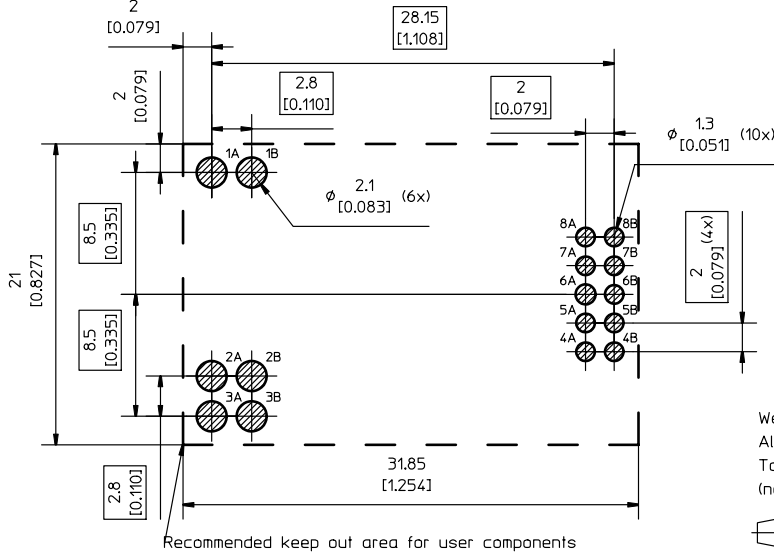 2
[0.079]
28.15
[1.108]
2
[0.079]
2.8
[0.110]
2
[0.079]
ϕ 1.3 (10x)
[0.051]
1A 1B
ϕ 2.1 (6x)
[0.083]
8.5
[0.335]
21
[0.827]
8.5
[0.335]
8A 8B
7A 7B
6A 6B
5A 5B
4A 4B
2 (4x)
[0.079]
2A 2B
3A 3B
2.8
[0.110]
31.85
[1.254]
We
Al
To
(n
Recommended keep out area for user components